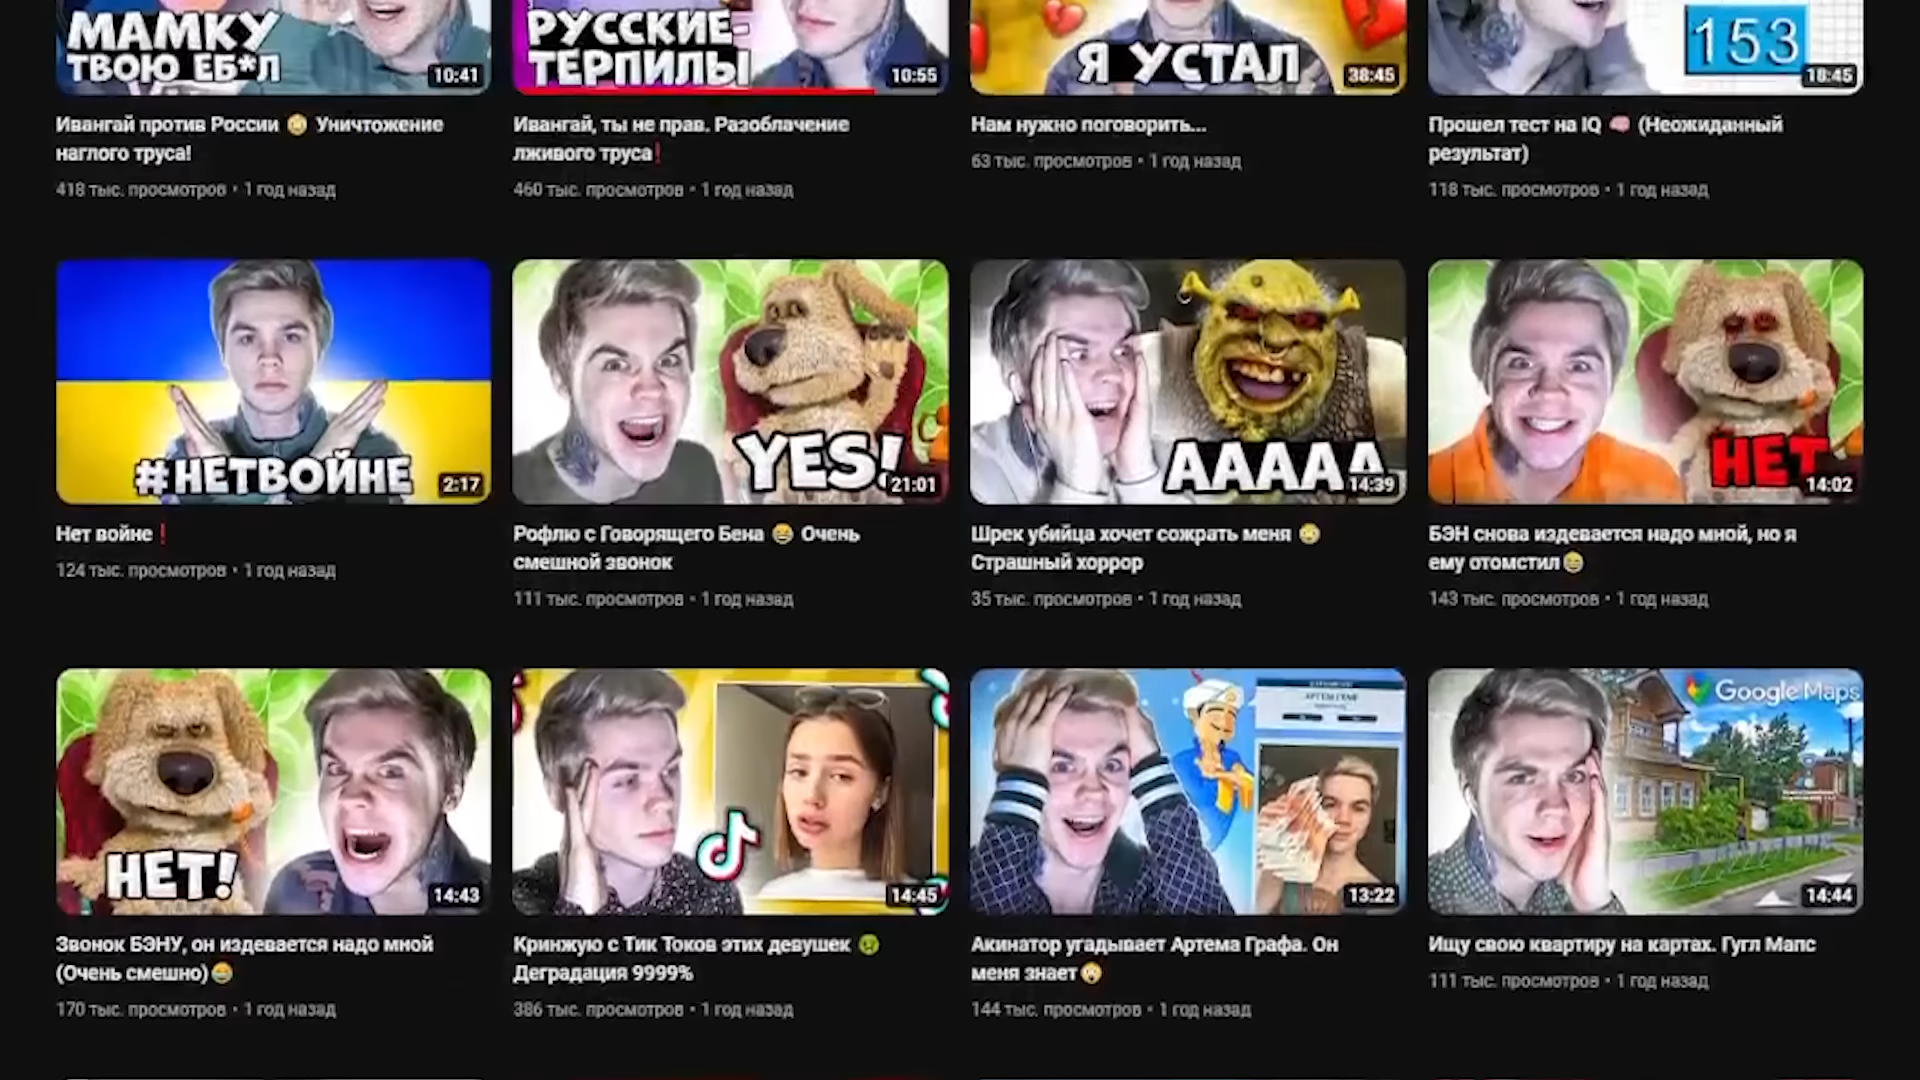 МАМКУ
ТВОЮ ЕБ*Л
10:41
РУССКИЕ-
ТЕРПИЛЫ
10:55
Я УСТАЛ
38:45
153
18:45
Ивангай против России Уничтожение
наглого труса!
418 тыс. просмотров • 1 год назад
Ивангай, ты не прав. Разоблачение
лживого труса❗
460 тыс. просмотров • 1 год назад
Нам нужно поговорить...
63 тыс. просмотров • 1 год назад
Прошел тест на IQ (Неожиданный
результат)
118 тыс. просмотров • 1 год назад
#НЕТВОЙНЕ
2:17
YES!
21:01
ААААА
14:39
НЕТ
14:02
Нет войне❗
124 тыс. просмотров • 1 год назад
Рофлю с Говорящего Бена Очень
смешной звонок
111 тыс. просмотров • 1 год назад
Шрек убийца хочет сожрать меня
Страшный хоррор
35 тыс. просмотров • 1 год назад
БЭН снова издевается надо мной, но я
ему отомстил
143 тыс. просмотров • 1 год назад
НЕТ!
14:43
14:45
АРТЕМ ГРАФ
13:22
Google Maps
14:44
Звонок БЭНУ, он издевается надо мной
(Очень смешно)
170 тыс. просмотров • 1 год назад
Кринжую с Тик Токов этих девушек
Деградация 9999%
386 тыс. просмотров • 1 год назад
Акинатор угадывает Артема Графа. Он
меня знает
144 тыс. просмотров • 1 год назад
Ищу свою квартиру на картах. Гугл Мапс
111 тыс. просмотров • 1 год назад